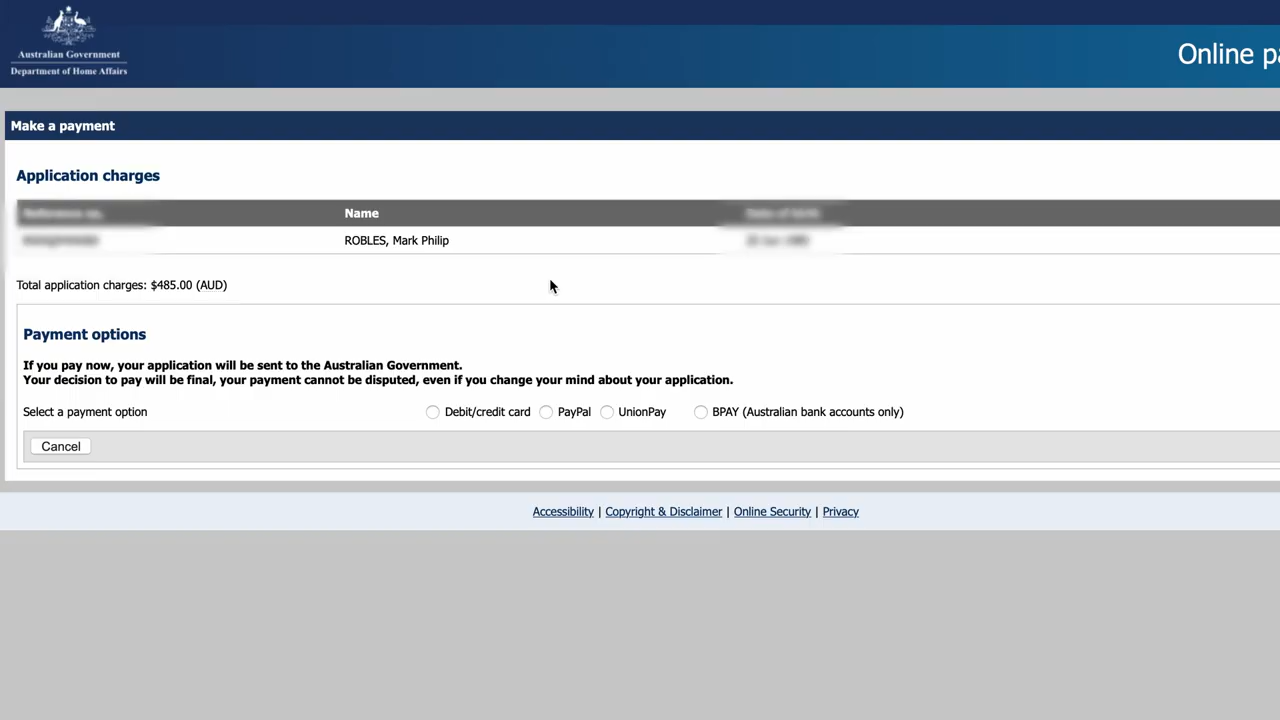 Australian Government
Department of Home Affairs
Online
Make a payment
Application charges
Name
ROBLES, Mark Philip
Total application charges: $485.00 (AUD)
Payment options
If you pay now, your application will be sent to the Australian Government.
Your decision to pay will be final, your payment cannot be disputed, even if you change your mind about your application.
Select a payment option Debit/credit card PayPal UnionPay BPAY (Australian bank accounts only)
Cancel
Accessibility | Copyright & Disclaimer | Online Security | Privacy